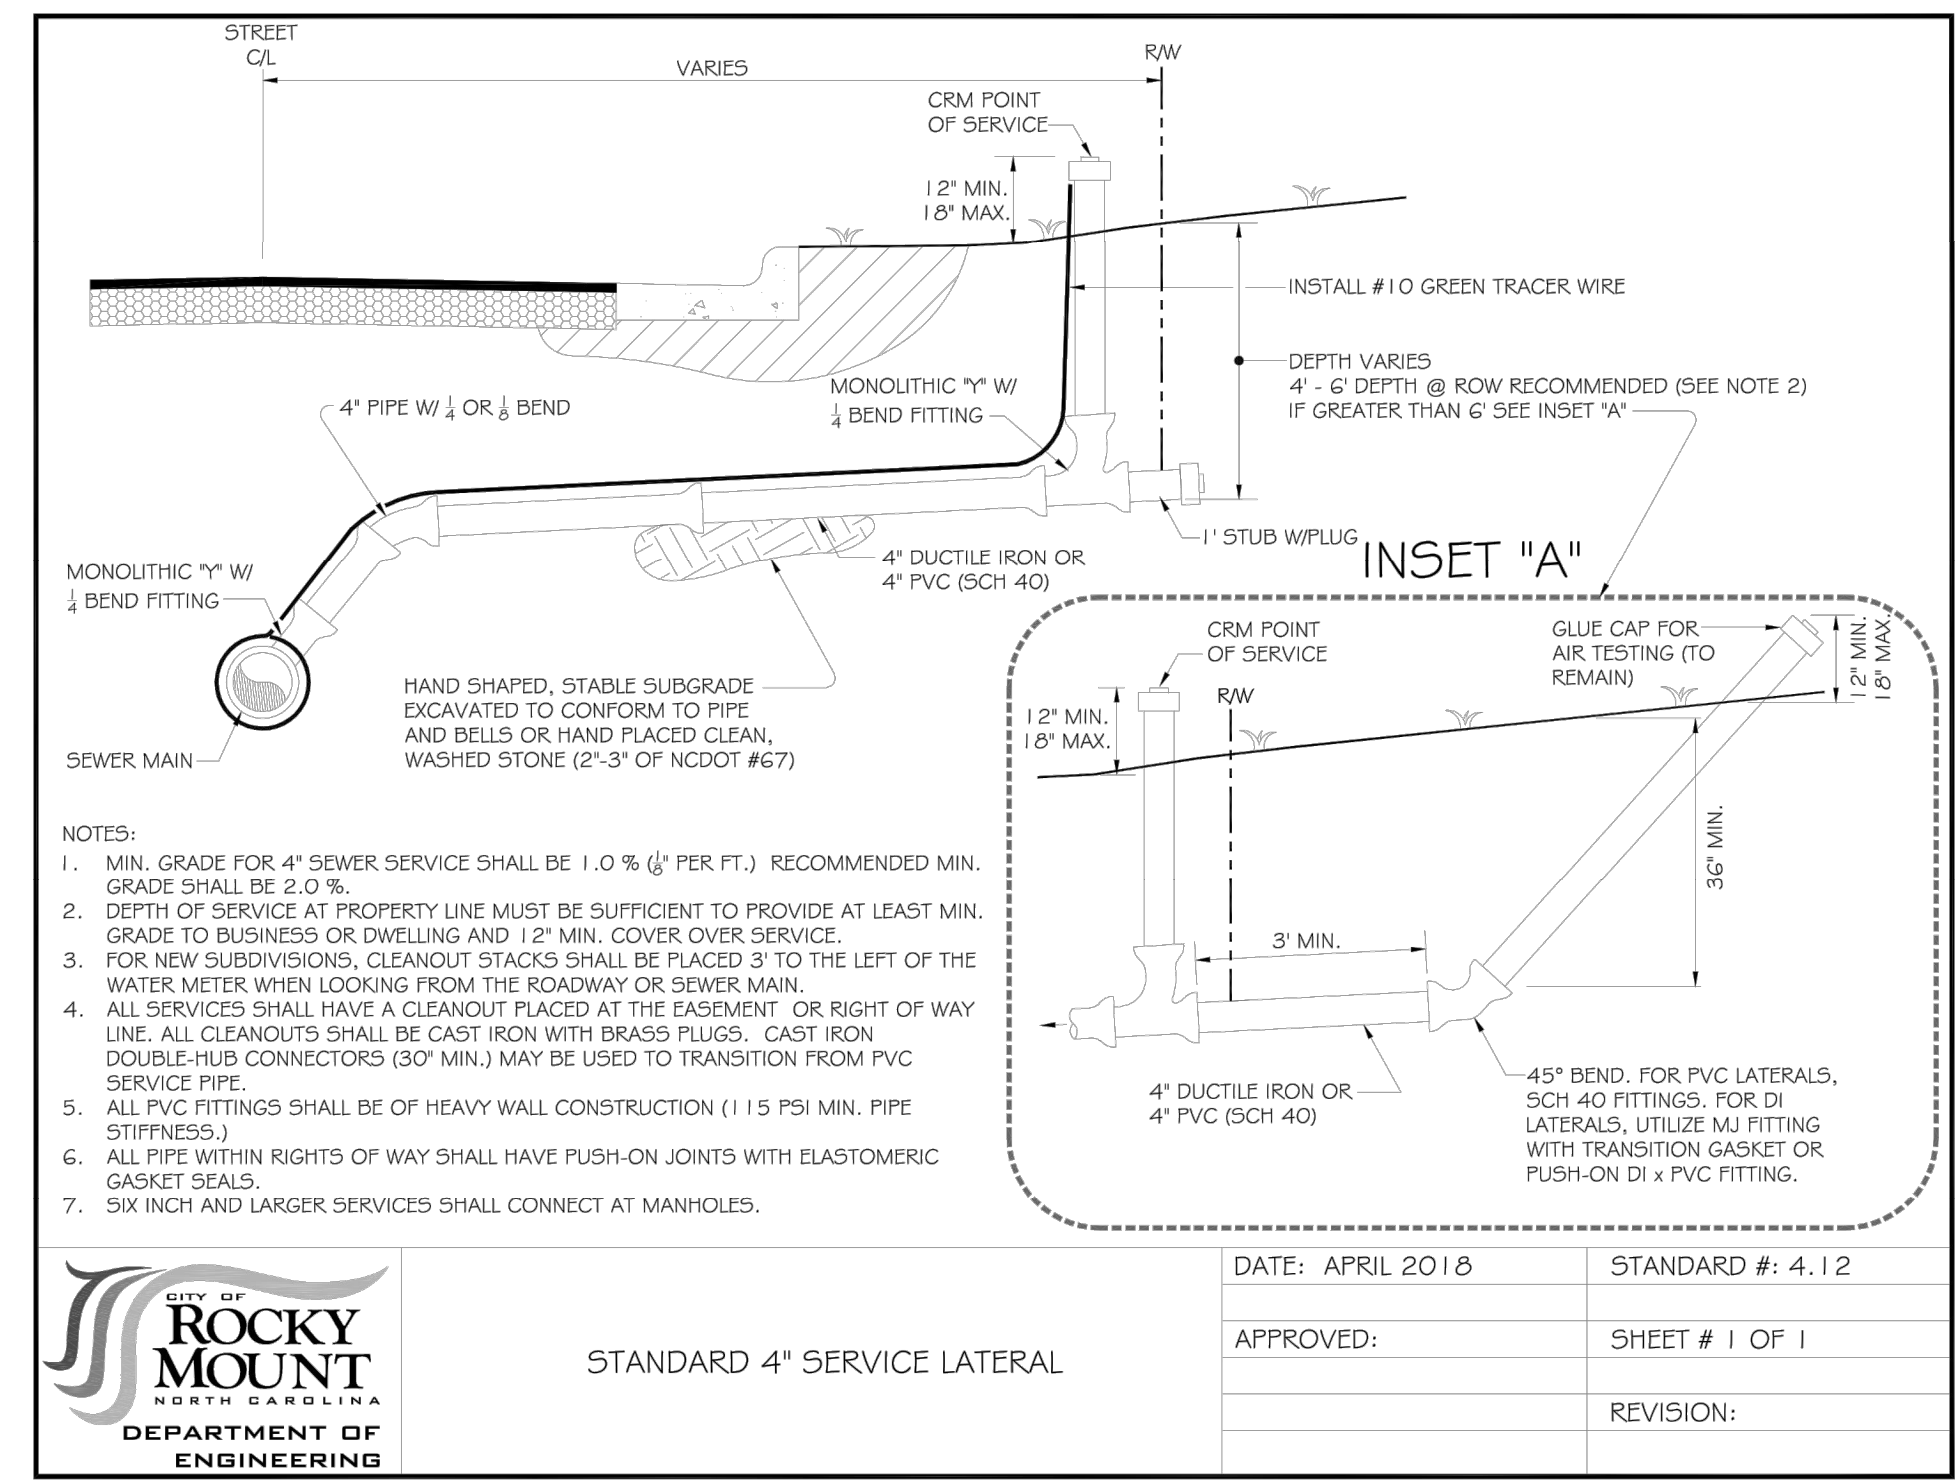 STREET
C/L
VARIES
R/W
CRM POINT
OF SERVICE
12" MIN.
18" MAX.
INSTALL #10 GREEN TRACER WIRE
DEPTH VARIES
4' - 6' DEPTH @ ROW RECOMMENDED (SEE NOTE 2)
IF GREATER THAN 6' SEE INSET "A"
MONOLITHIC "Y" W/
1/4 BEND FITTING
4" PIPE W/ 1/4 OR 1/8 BEND
1' STUB W/PLUG
4" DUCTILE IRON OR
4" PVC (SCH 40)
MONOLITHIC "Y" W/
1/4 BEND FITTING
HAND SHAPED, STABLE SUBGRADE
EXCAVATED TO CONFORM TO PIPE
AND BELLS OR HAND PLACED CLEAN,
WASHED STONE (2"-3" OF NCDOT #67)
SEWER MAIN
INSET "A"
CRM POINT
OF SERVICE
GLUE CAP FOR
AIR TESTING (TO
REMAIN)
12" MIN.
18" MAX.
R/W
12" MIN.
18" MAX.
36" MIN.
3' MIN.
4" DUCTILE IRON OR
4" PVC (SCH 40)
45° BEND. FOR PVC LATERALS,
SCH 40 FITTINGS. FOR DI
LATERALS, UTILIZE MJ FITTING
WITH TRANSITION GASKET OR
PUSH-ON DI x PVC FITTING.
NOTES:
1. MIN. GRADE FOR 4" SEWER SERVICE SHALL BE 1.0 % (1/8" PER FT.) RECOMMENDED MIN.
GRADE SHALL BE 2.0 %.
2. DEPTH OF SERVICE AT PROPERTY LINE MUST BE SUFFICIENT TO PROVIDE AT LEAST MIN.
GRADE TO BUSINESS OR DWELLING AND 12" MIN. COVER OVER SERVICE.
3. FOR NEW SUBDIVISIONS, CLEANOUT STACKS SHALL BE PLACED 3' TO THE LEFT OF THE
WATER METER WHEN LOOKING FROM THE ROADWAY OR SEWER MAIN.
4. ALL SERVICES SHALL HAVE A CLEANOUT PLACED AT THE EASEMENT OR RIGHT OF WAY
LINE. ALL CLEANOUTS SHALL BE CAST IRON WITH BRASS PLUGS. CAST IRON
DOUBLE-HUB CONNECTORS (30" MIN.) MAY BE USED TO TRANSITION FROM PVC
SERVICE PIPE.
5. ALL PVC FITTINGS SHALL BE OF HEAVY WALL CONSTRUCTION (115 PSI MIN. PIPE
STIFFNESS.)
6. ALL PIPE WITHIN RIGHTS OF WAY SHALL HAVE PUSH-ON JOINTS WITH ELASTOMERIC
GASKET SEALS.
7. SIX INCH AND LARGER SERVICES SHALL CONNECT AT MANHOLES.
CITY OF
ROCKY
MOUNT
NORTH CAROLINA
DEPARTMENT OF
ENGINEERING
STANDARD 4" SERVICE LATERAL
DATE: APRIL 2018
STANDARD #: 4.12
APPROVED:
SHEET # 1 OF 1
REVISION: